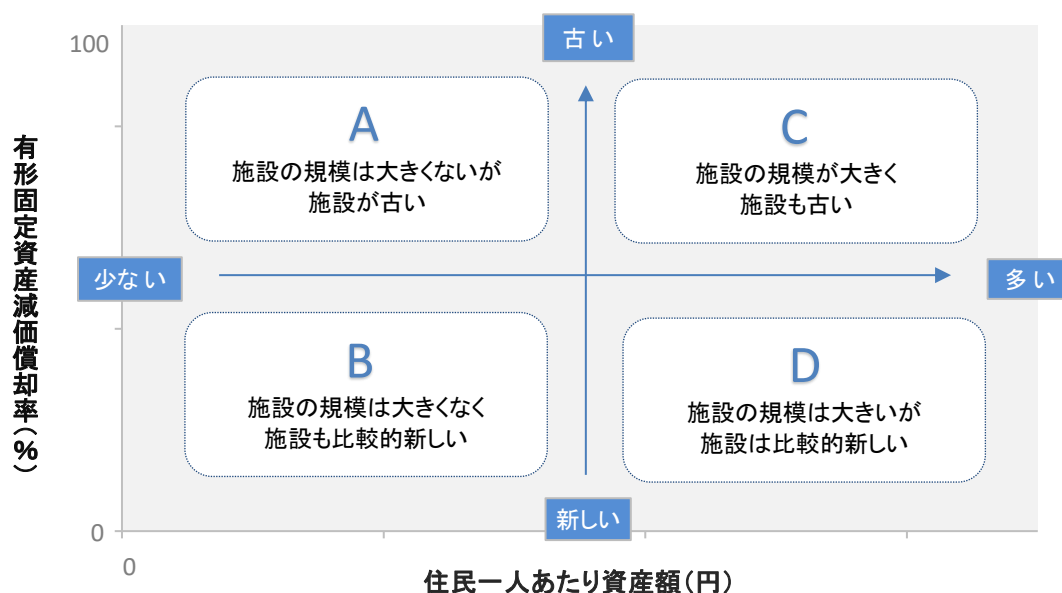 100
古い
有形固定資産減価償却率(%)
A
施設の規模は大きくないが
施設が古い
C
施設の規模が大きく
施設も古い
少ない
多い
B
施設の規模は大きくなく
施設も比較的新しい
D
施設の規模は大きいが
施設は比較的新しい
新しい
0
0
住民一人あたり資産額(円)